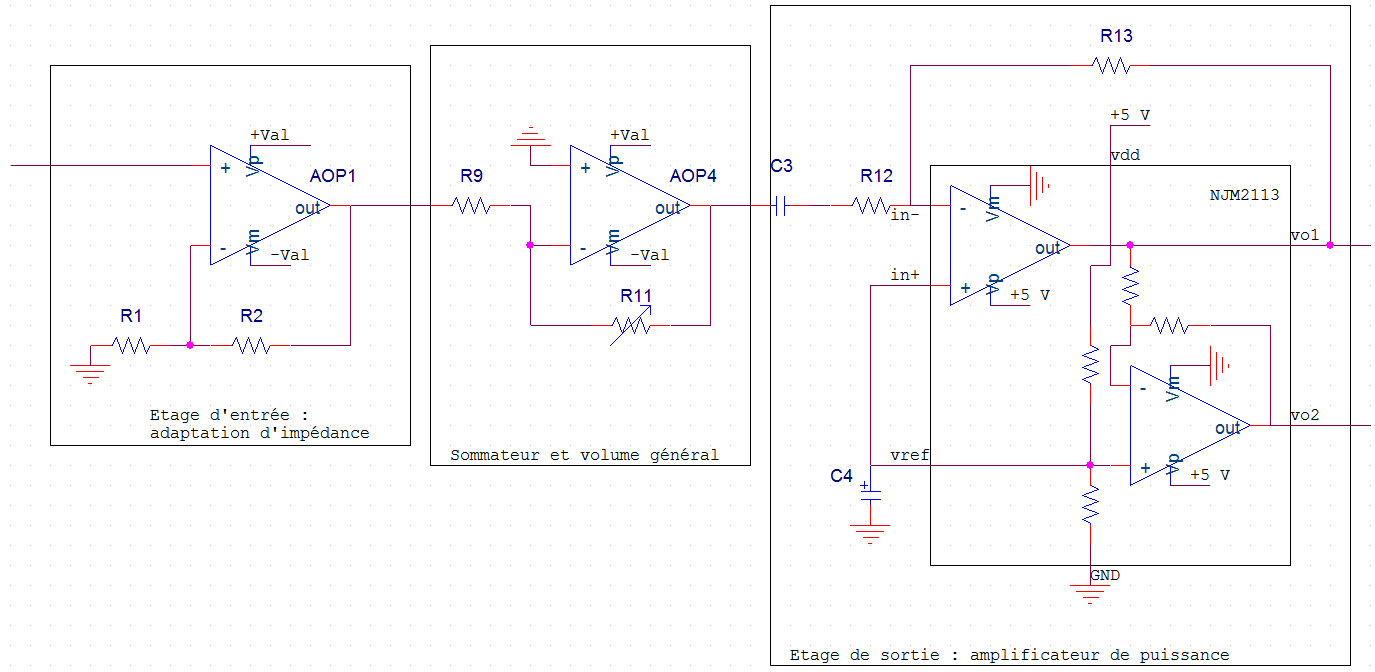 R13
+5 V
vdd
+Val
+
Vp
AOP1
out
-
Vm
-Val
R1
R2
Etage d'entrée :
adaptation d'impédance
R9
+Val
+
Vp
AOP4
out
-
Vm
-Val
R11
Sommateur et volume général
C3
R12
in-
in+
NJM2113
-
Vm
out
+
Vp
+5 V
vo1
-
Vm
out
+
Vp
+5 V
vo2
vref
C4
+
GND
Etage de sortie : amplificateur de puissance